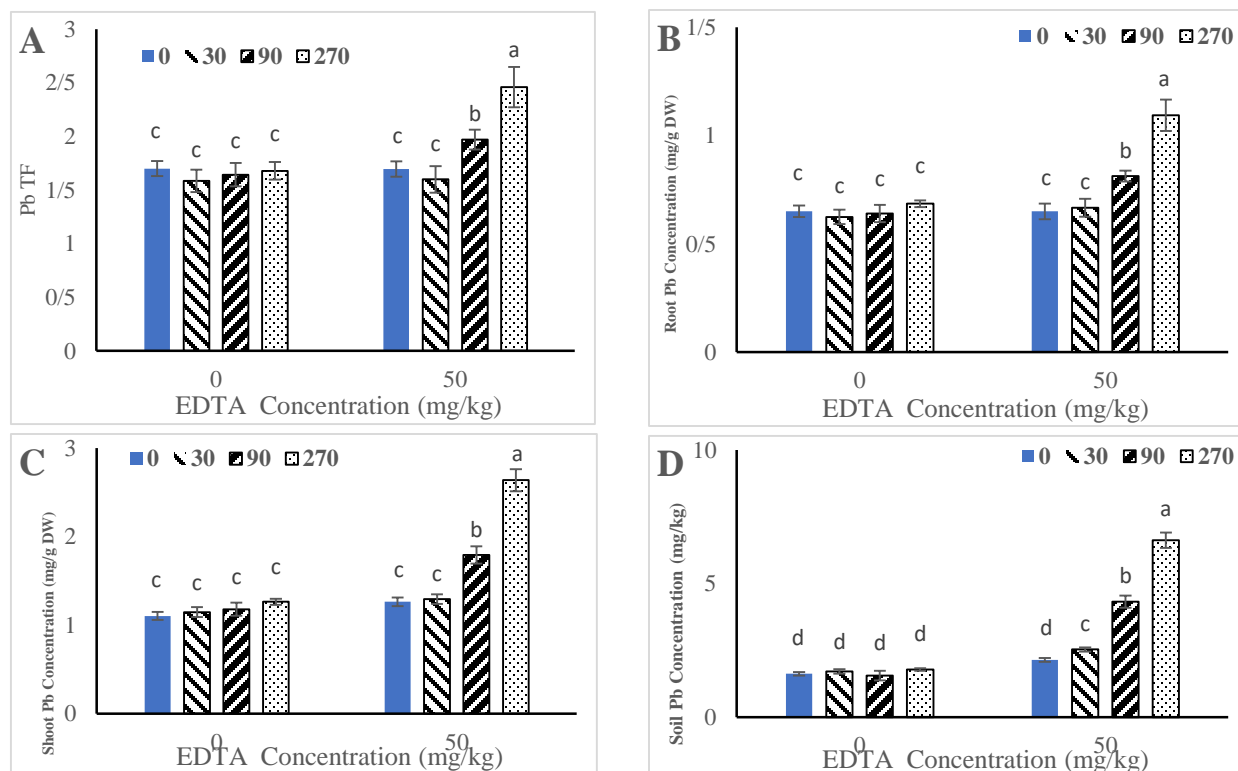 A
0 30 90 270
3
2/5
2
1/5
1
0/5
0
Pb TF
c c c c c c b a
0 50
EDTA Concentration (mg/kg)
B
0 30 90 270
1/5
1
0/5
0
Root Pb Concentration (mg/g DW)
c c c c c c b a
0 50
EDTA Concentration (mg/kg)
C
0 30 90 270
3
2
1
0
Shoot Pb Concentration (mg/g DW)
c c c c c c b a
0 50
EDTA Concentration (mg/kg)
D
0 30 90 270
10
5
0
Soil Pb Concentration (mg/kg)
d d d d d c b a
0 50
EDTA Concentration (mg/kg)